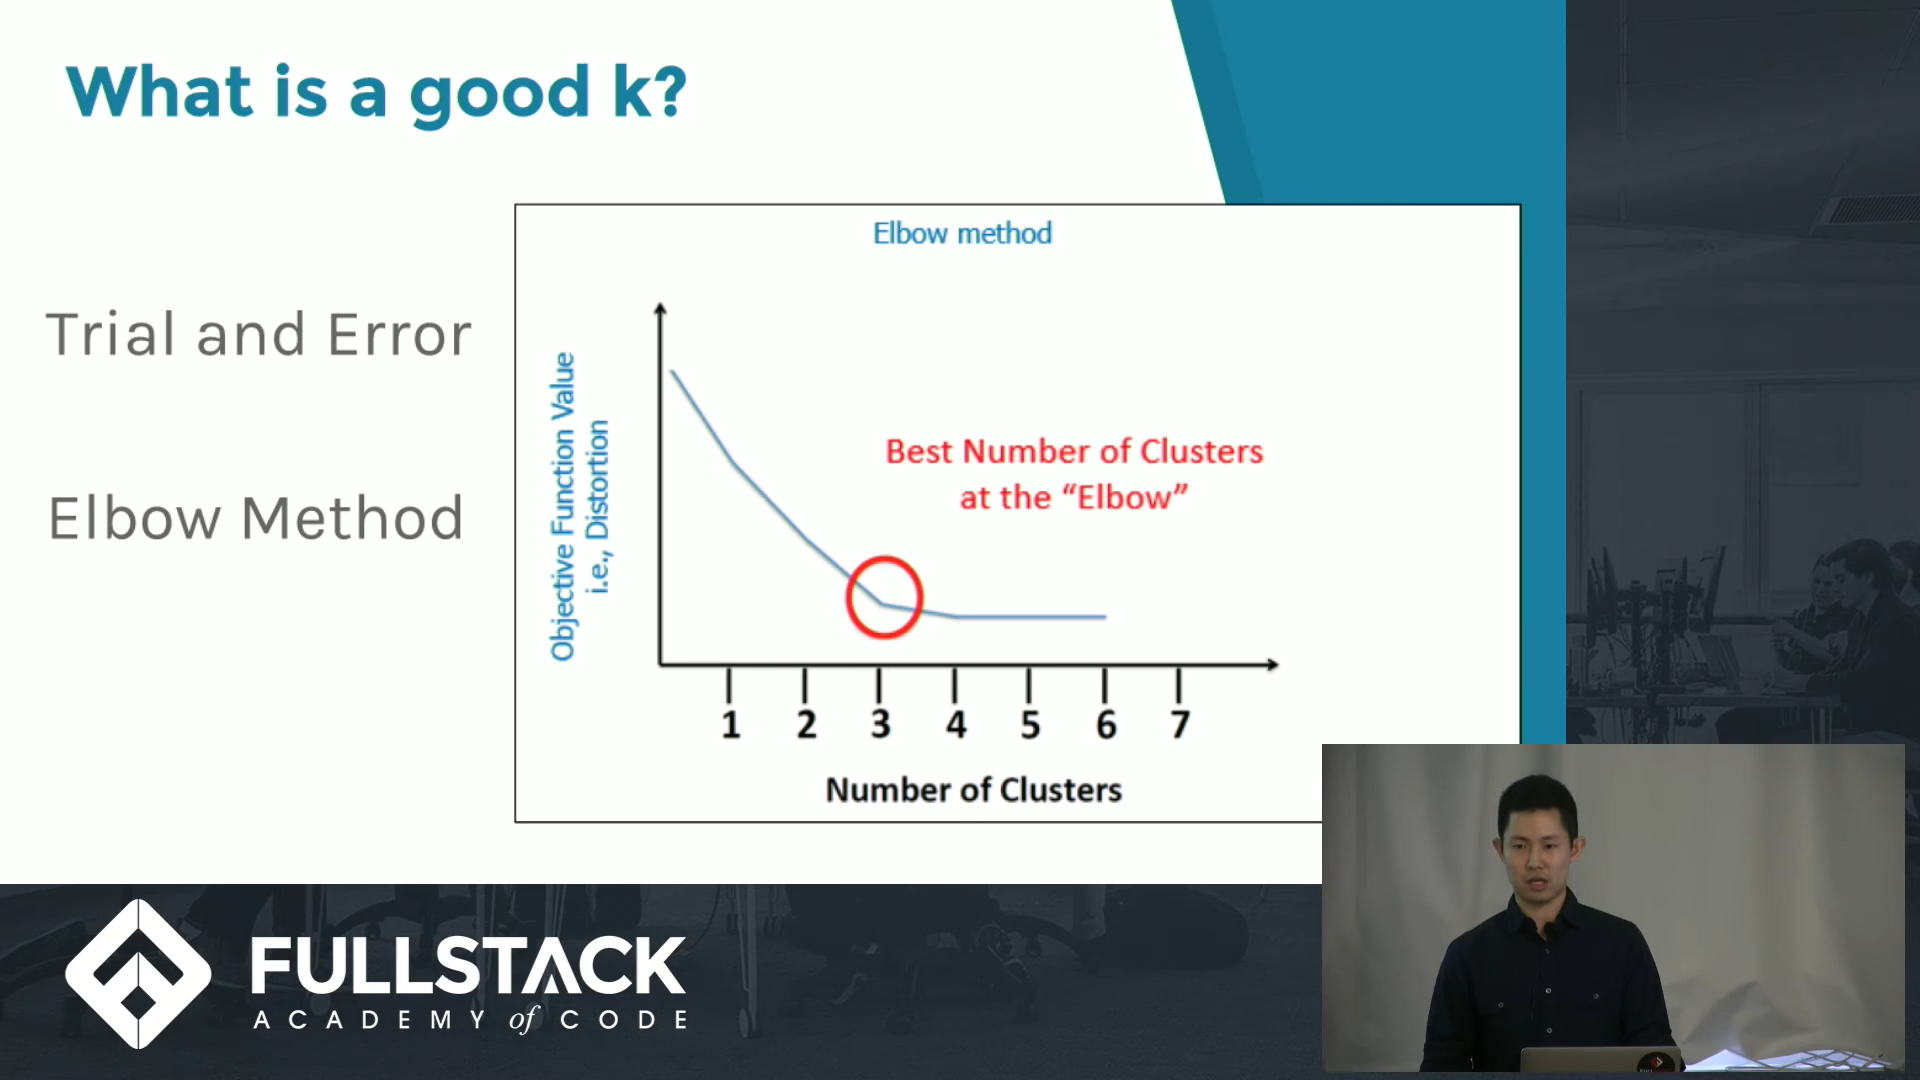 What is a good k?
Trial and Error
Elbow Method
Elbow method
Objective Function Value
i.e., Distortion
Best Number of Clusters
at the “Elbow”
1 2 3 4 5 6 7
Number of Clusters
FULLSTACK
ACADEMY of CODE